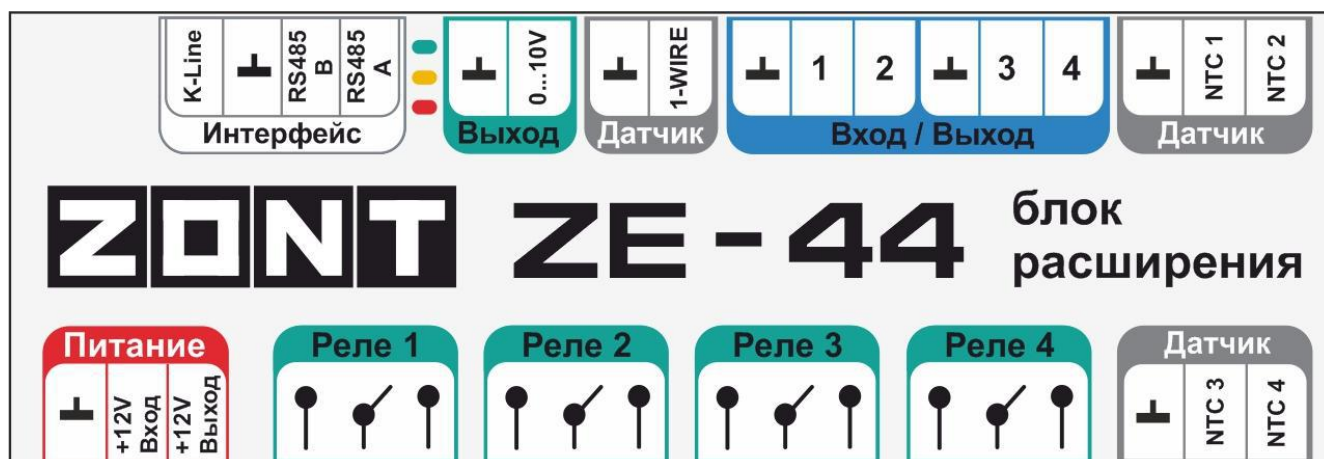 K-Line
RS485
B
RS485
A
Интерфейс
0...10V
Выход
1-WIRE
Датчик
1
2
3
4
Вход / Выход
NTC 1
NTC 2
Датчик
ZONT ZE-44
блок
расширения
Питание
+12V
Вход
+12V
Выход
Реле 1
Реле 2
Реле 3
Реле 4
Датчик
NTC 3
NTC 4